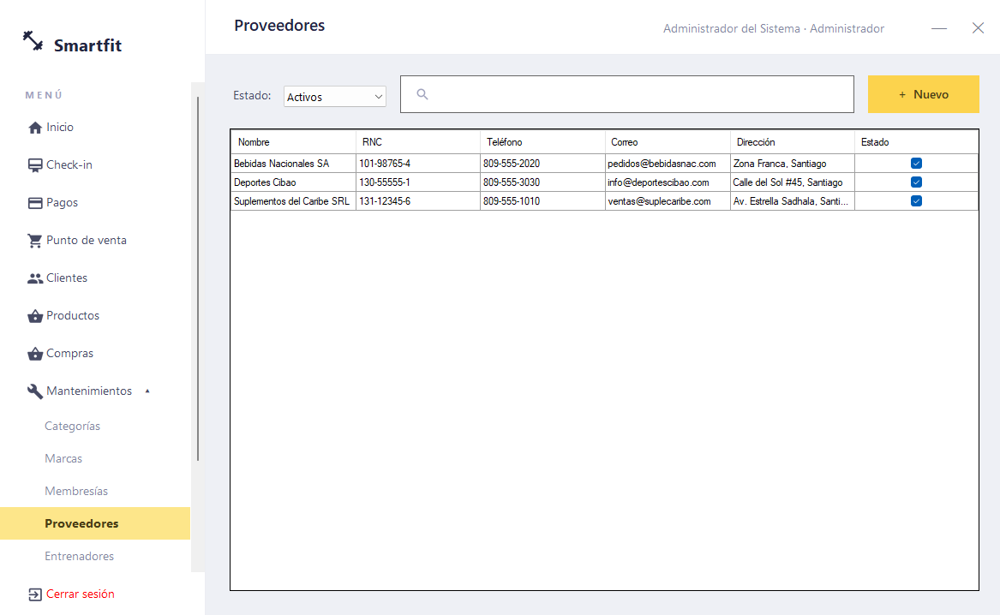 Smartfit
MENÚ
Inicio
Check-in
Pagos
Punto de venta
Clientes
Productos
Compras
Mantenimientos
Categorías
Marcas
Membresías
Proveedores
Entrenadores
Cerrar sesión
Proveedores
Administrador del Sistema · Administrador
Estado: Activos + Nuevo
Nombre RNC Teléfono Correo Dirección Estado
Bebidas Nacionales SA 101-98765-4 809-555-2020 pedidos@bebidasnac.com Zona Franca, Santiago
Deportes Cibao 130-55555-1 809-555-3030 info@deportescibao.com Calle del Sol #45, Santiago
Suplementos del Caribe SRL 131-12345-6 809-555-1010 ventas@suplecaribe.com Av. Estrella Sadhala, Santi...